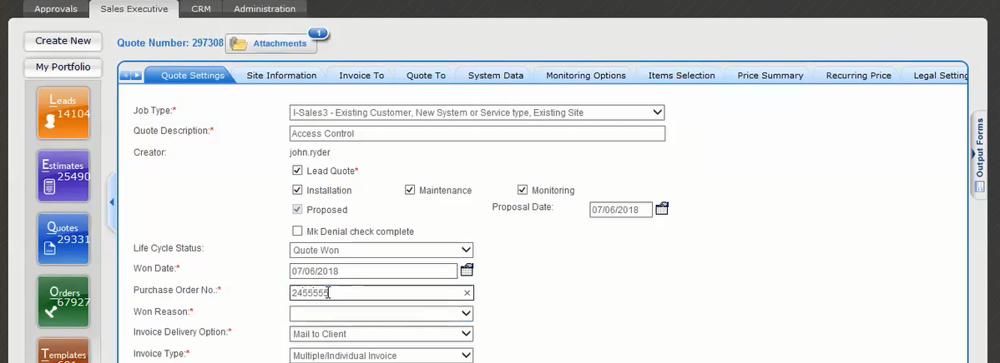 Approvals Sales Executive CRM Administration
Create New
Quote Number: 297308 Attachments 1
My Portfolio
Quote Settings Site Information Invoice To Quote To System Data Monitoring Options Items Selection Price Summary Recurring Price Legal Setting
Leads
14104
Job Type:* I-Sales3 - Existing Customer, New System or Service type, Existing Site
Quote Description:* Access Control
Creator: john.ryder
Lead Quote*
Estimates
25490
Installation Maintenance Monitoring
Proposed Proposal Date: 07/06/2018
Mk Denial check complete
Quotes
29331
Life Cycle Status: Quote Won
Won Date:* 07/06/2018
Orders
67927
Purchase Order No.:* 2455555
Won Reason:*
Invoice Delivery Option:* Mail to Client
Templates
Invoice Type:* Multiple/Individual Invoice
Output Forms